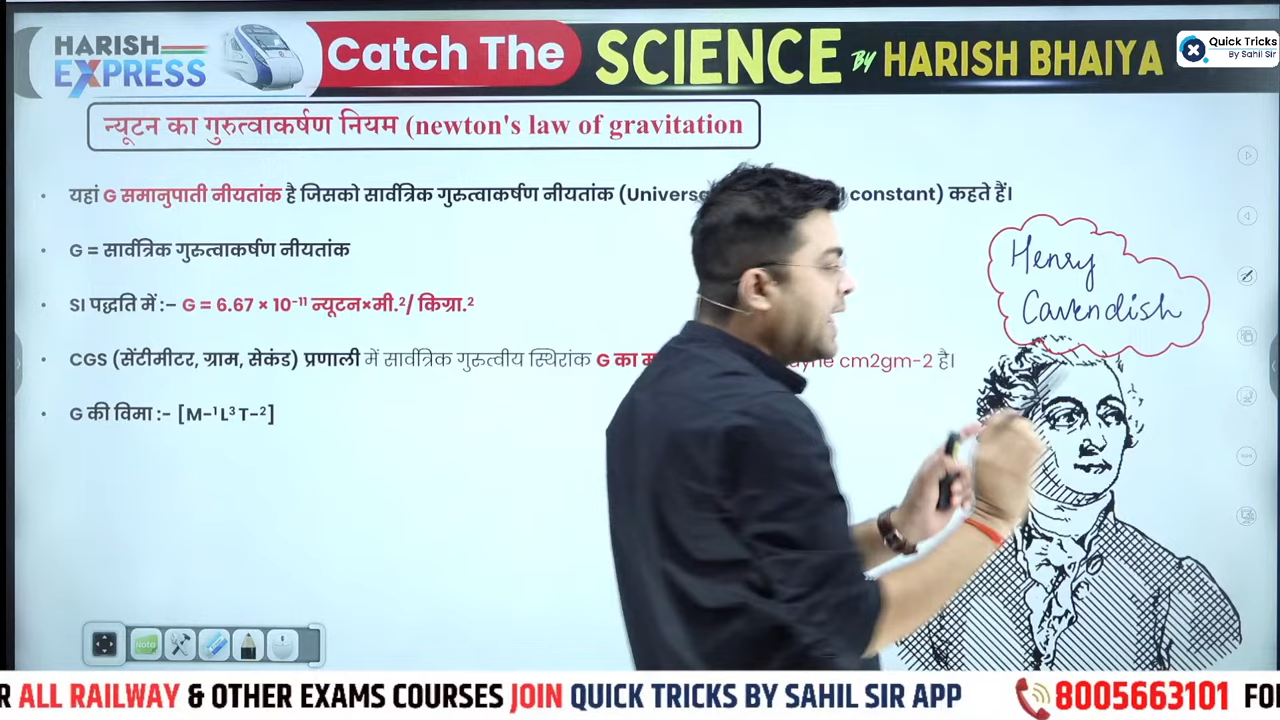 HARISH
EXPRESS
Catch The SCIENCE BY HARISH BHAIYA
Quick Tricks
By Sahil Sir
न्यूटन का गुरुत्वाकर्षण नियम (newton's law of gravitation
• यहां G समानुपाती नीयतांक है जिसको सार्वत्रिक गुरुत्वाकर्षण नीयतांक constant) कहते हैं।
• G = सार्वत्रिक गुरुत्वाकर्षण नीयतांक
• SI पद्धति में :– G = 6.67 × 10⁻¹¹ न्यूटन×मी.²/ किग्रा.²
• CGS (सेंटीमीटर, ग्राम, सेकंड) प्रणाली में सार्वत्रिक गुरुत्वीय स्थिरांक G का cm2gm-2 है।
• G की विमा :- [M-¹L³T-²]
Henry
Cavendish
Note
R ALL RAILWAY & OTHER EXAMS COURSES JOIN QUICK TRICKS BY SAHIL SIR APP 8005663101 FO